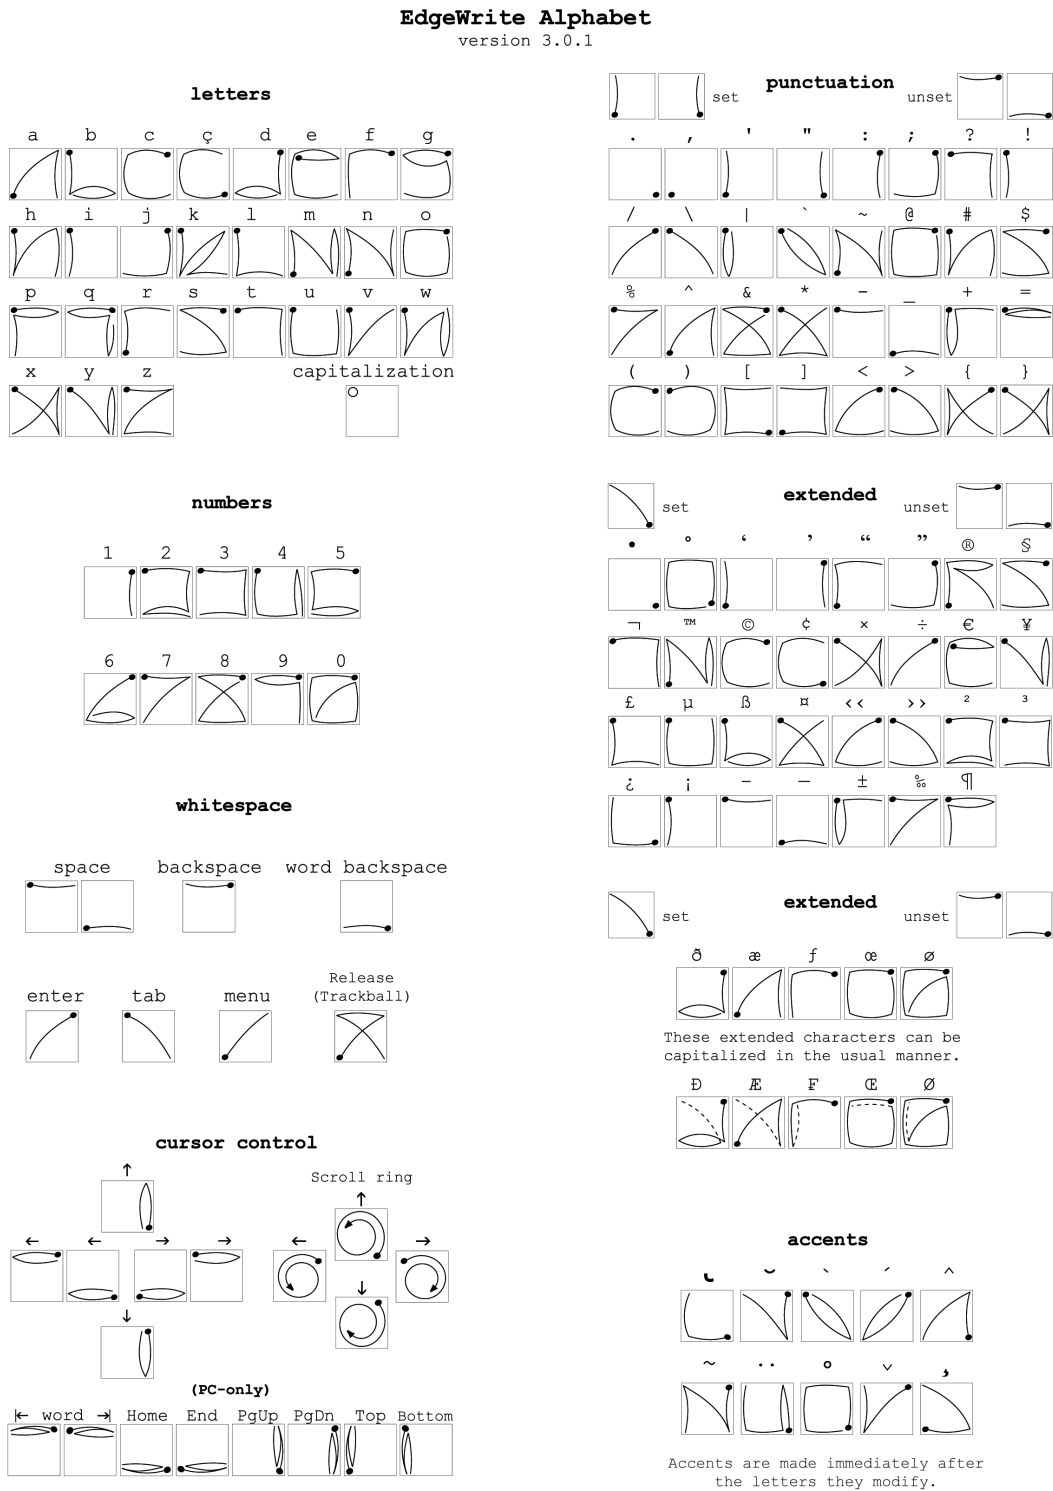 EdgeWrite Alphabet
version 3.0.1
letters
a b c ç d e f g
h i j k l m n o
p q r s t u v w
x y z capitalization
numbers
1 2 3 4 5
6 7 8 9 0
whitespace
space backspace word backspace
enter tab menu Release
(Trackball)
cursor control
↑
← ← → →
↓
Scroll ring
↑
← →
↓
(PC-only)
|← word →| Home End PgUp PgDn Top Bottom
set punctuation unset
. , ' " : ; ? !
/ \ | ` ~ @ # $
% ^ & * - _ + =
( ) [ ] < > { }
set extended unset
• ° ‘ ’ “ ” ® §
¬ ™ © ¢ × ÷ € ¥
£ µ ß ¤ ‹‹ ›› ² ³
¿ ¡ – — ± ‰ ¶
set extended unset
ð æ ƒ œ ø
These extended characters can be
capitalized in the usual manner.
Ð Æ ₣ Œ Ø
accents
˘ ` ´ ^
~ ¨ ° ˅ ¸
Accents are made immediately after
the letters they modify.